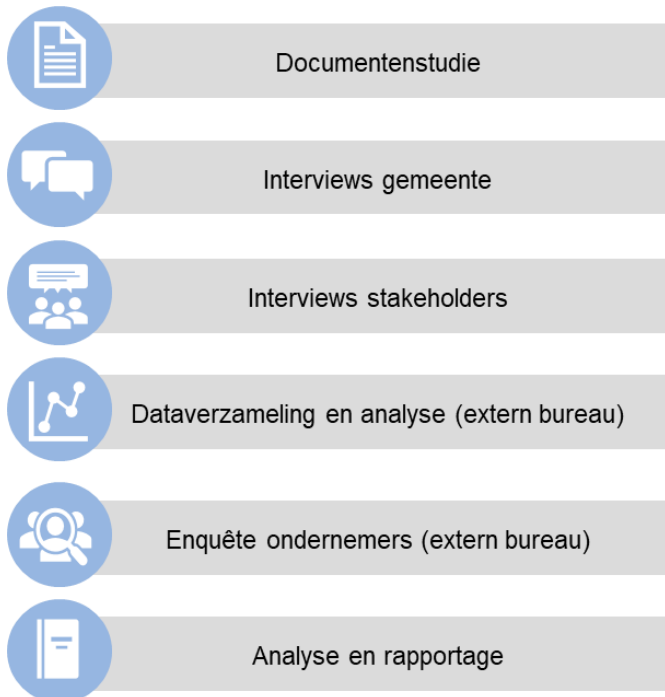 Documentenstudie
Interviews gemeente
Interviews stakeholders
Dataverzameling en analyse (extern bureau)
Enquête ondernemers (extern bureau)
Analyse en rapportage